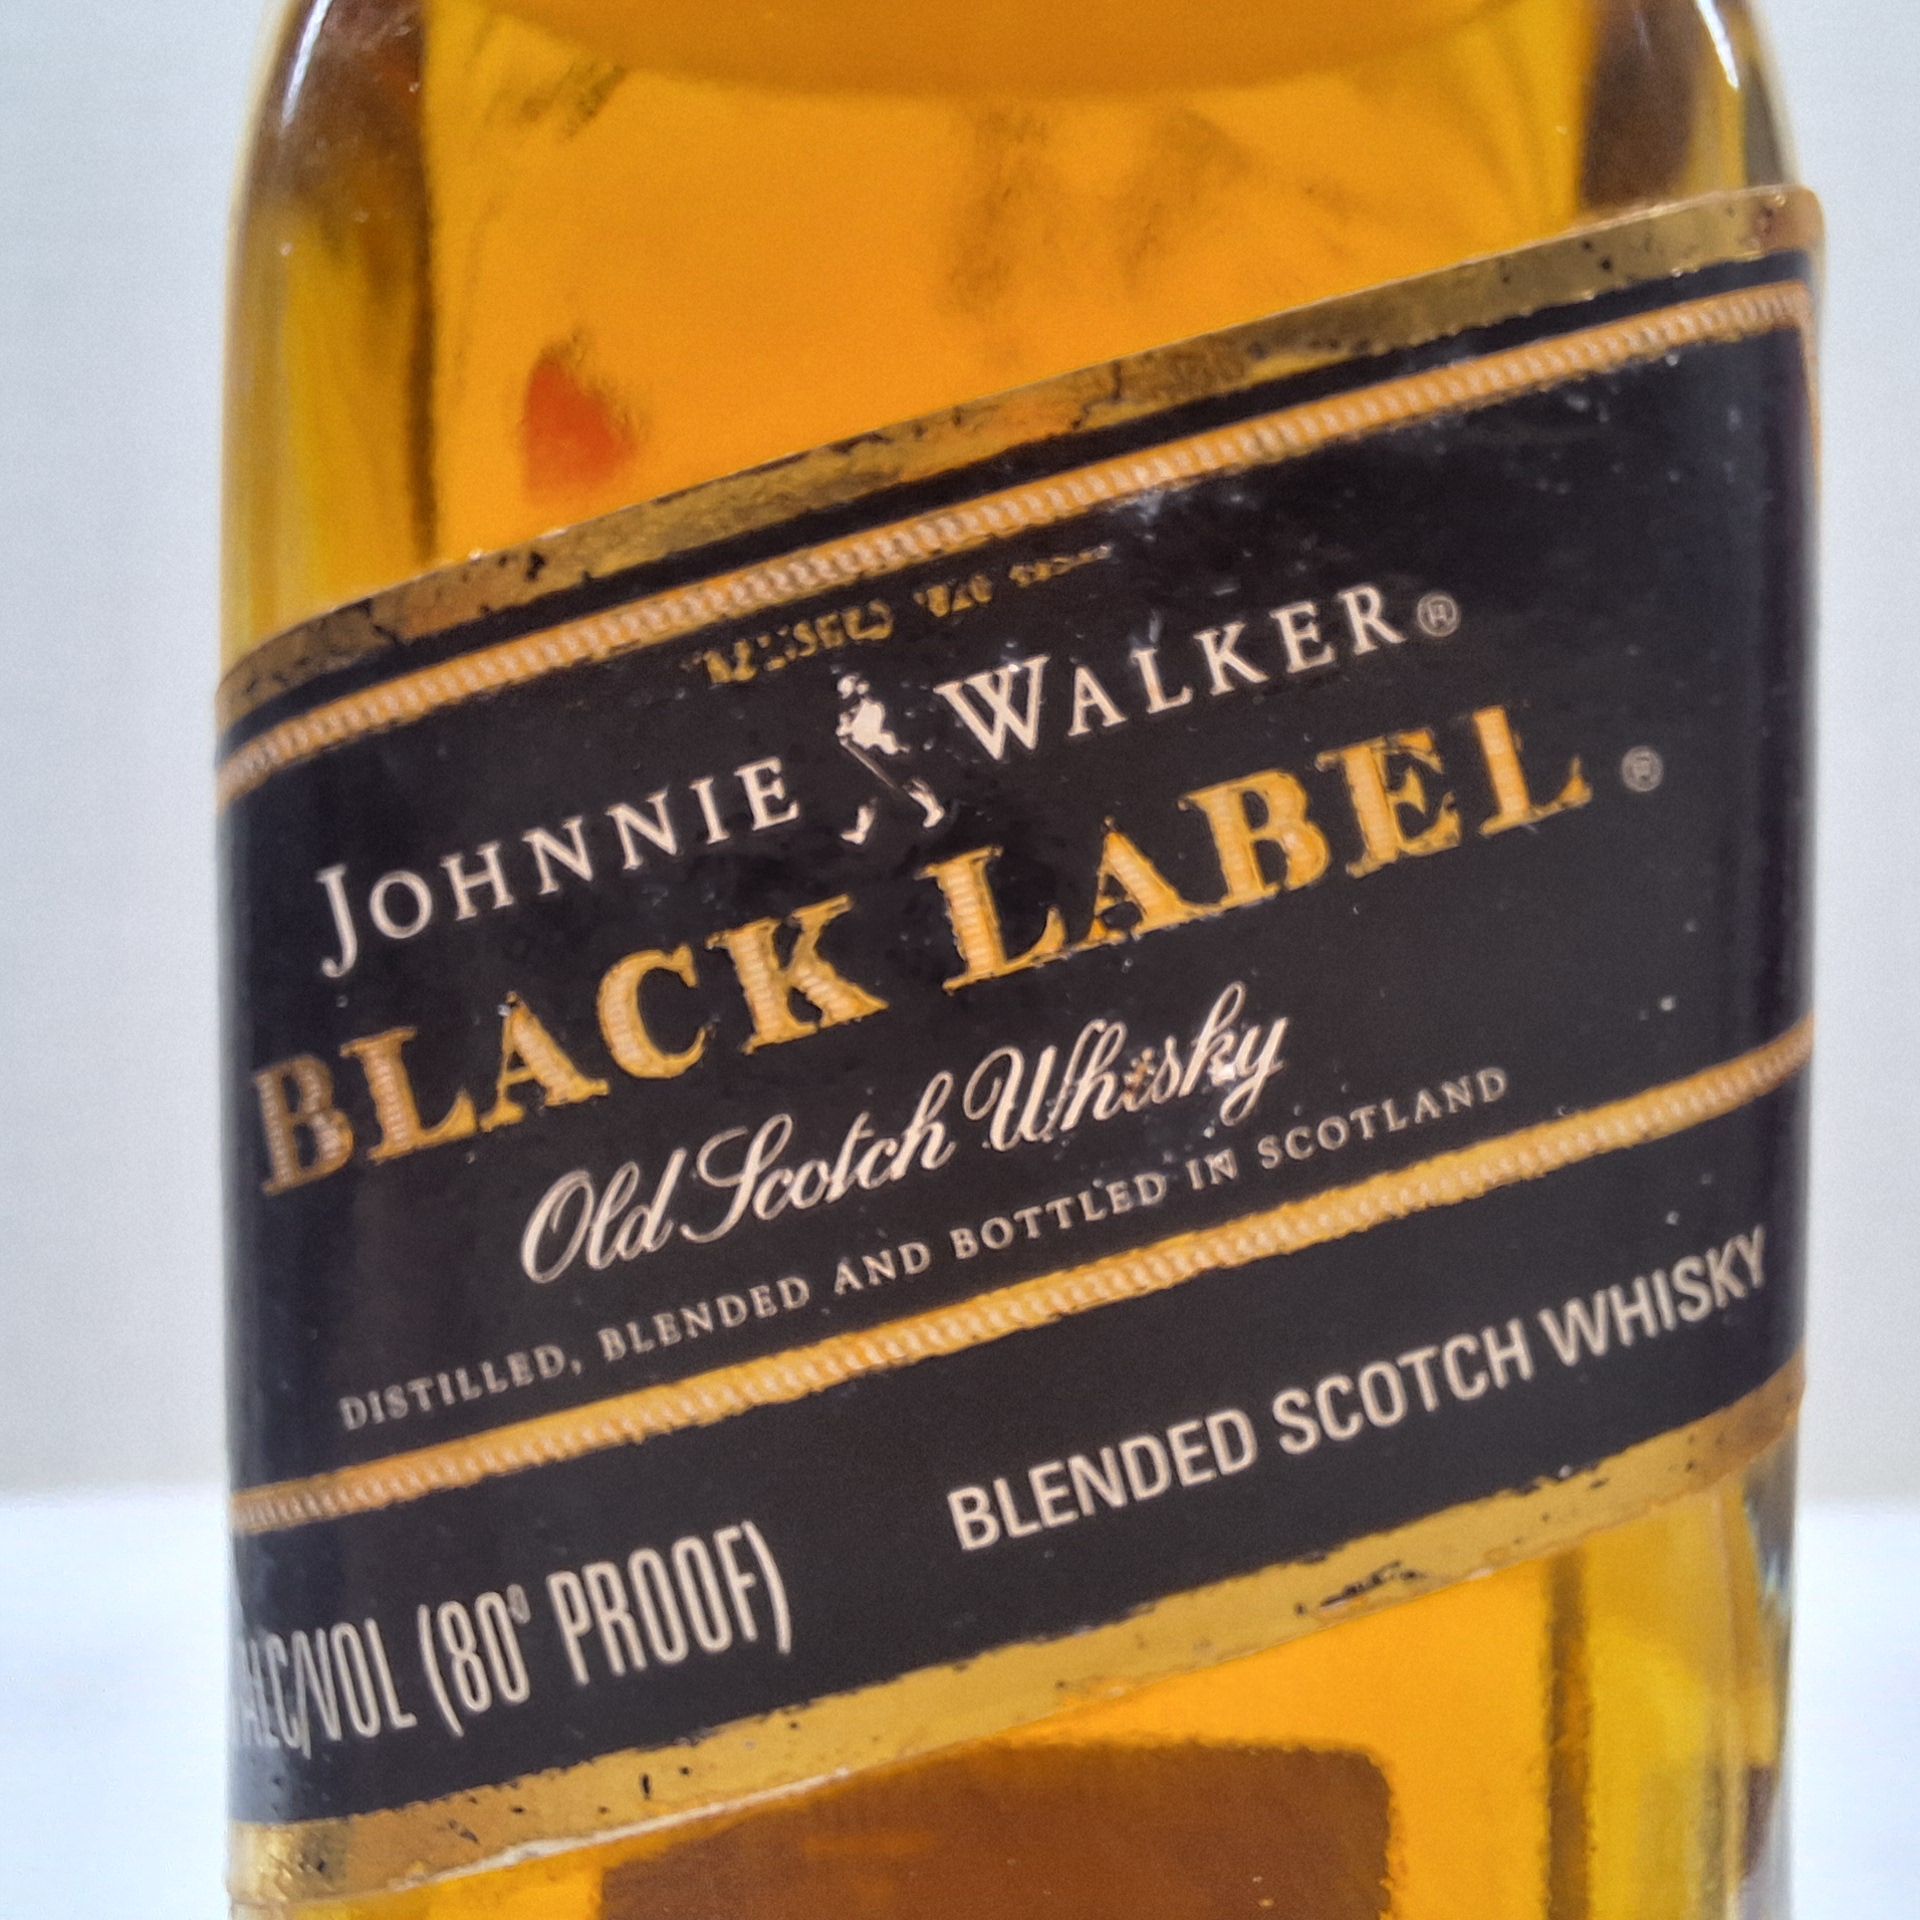 JOHNNIE WALKER®
BLACK LABEL®
Old Scotch Whisky
DISTILLED, BLENDED AND BOTTLED IN SCOTLAND
ALC/VOL (80° PROOF) BLENDED SCOTCH WHISKY